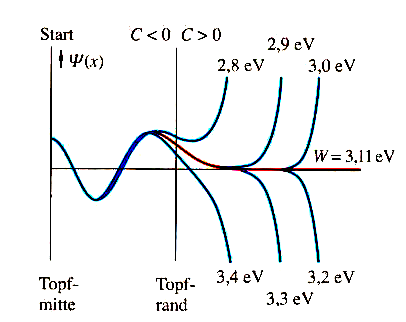 Start
C < 0 C > 0
Ψ(x)
2,9 eV
2,8 eV
3,0 eV
W = 3,11 eV
Topf-
mitte
Topf-
rand
3,4 eV
3,3 eV
3,2 eV